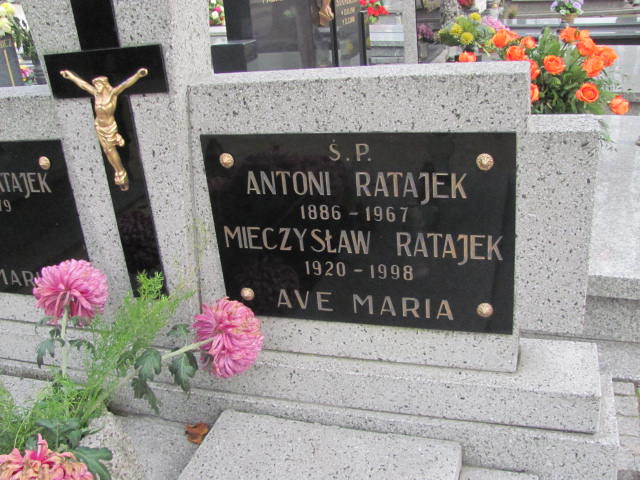 Ś.P.
ANTONI RATAJEK
1886 - 1967
MIECZYSŁAW RATAJEK
1920 - 1998
AVE MARIA